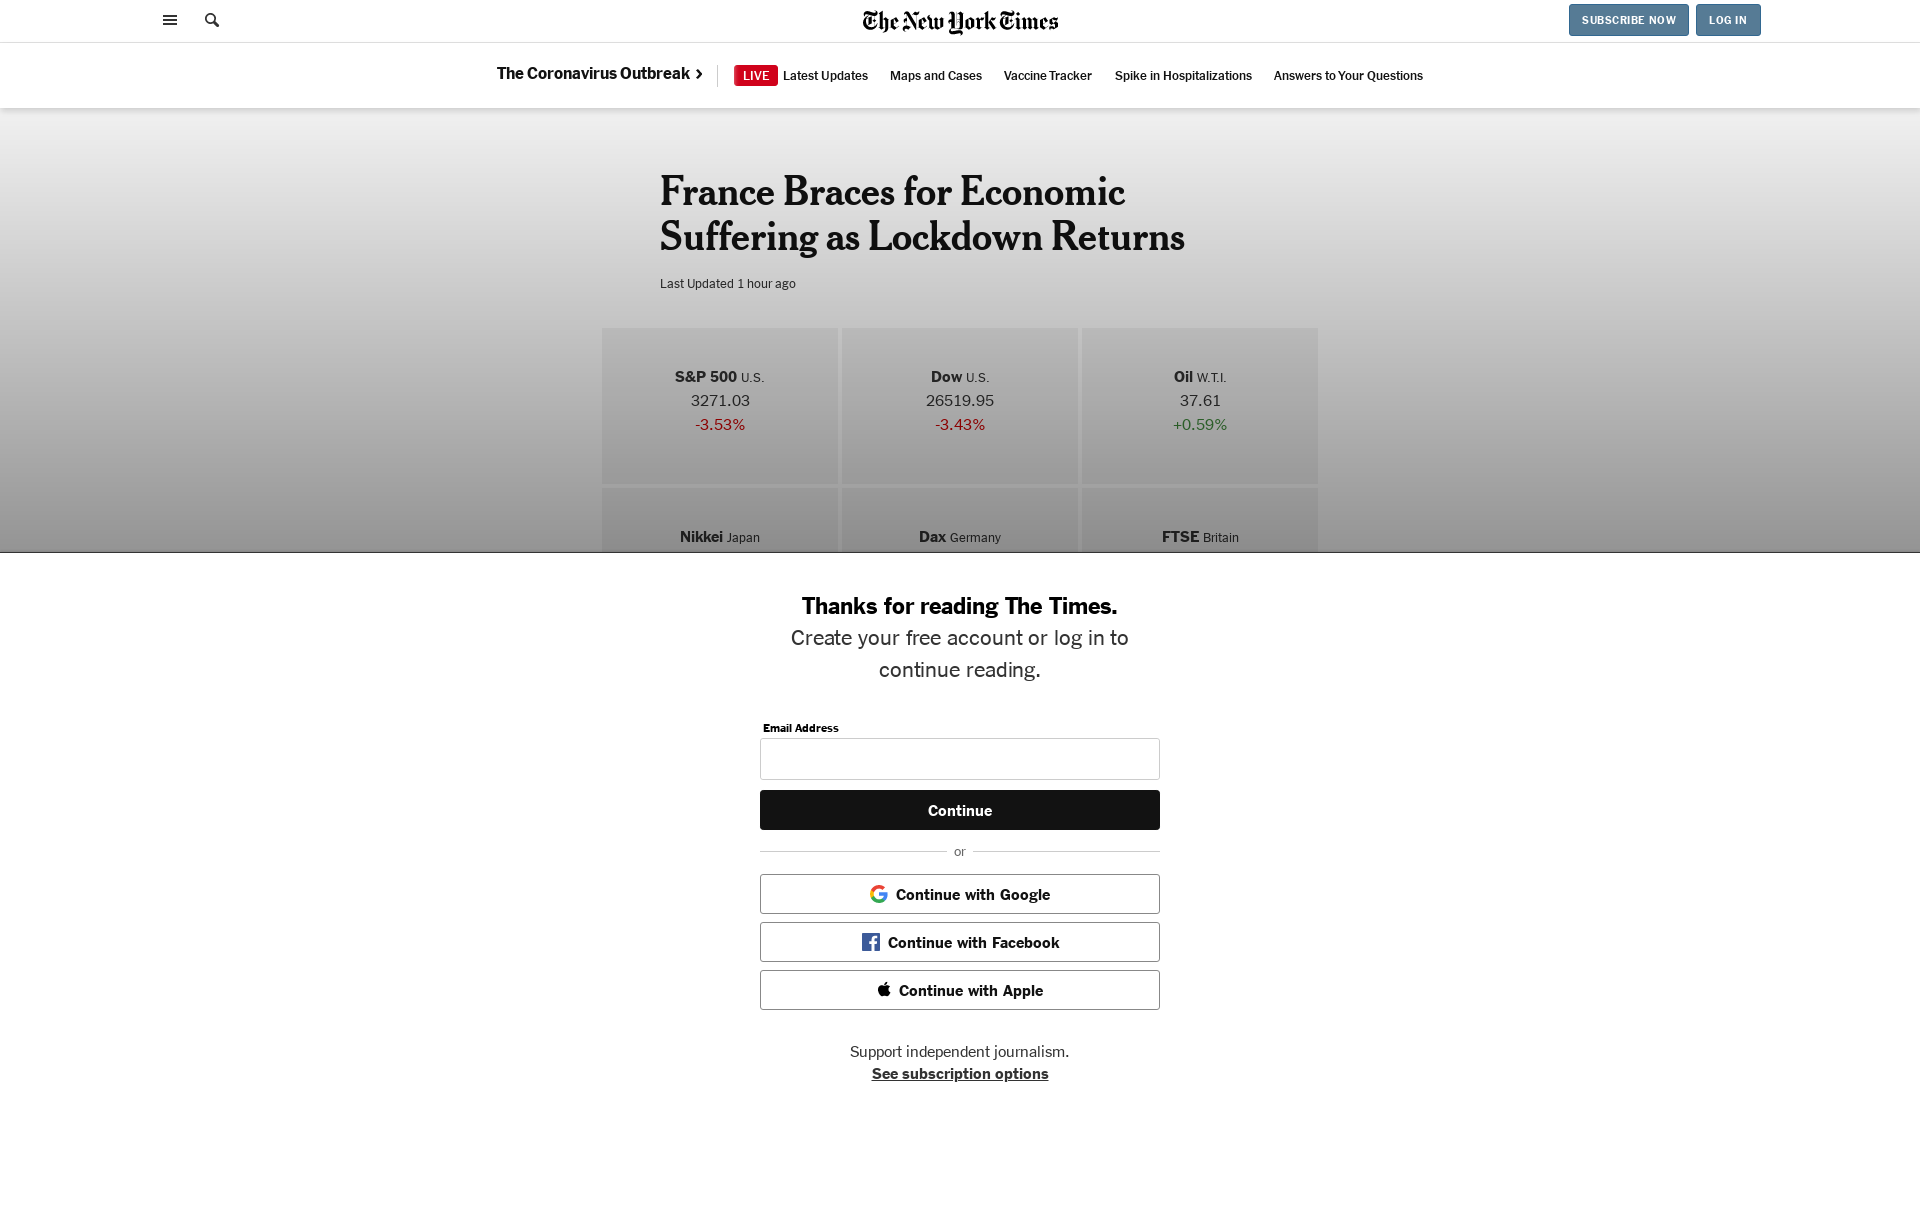 The New York Times
SUBSCRIBE NOW
LOG IN
The Coronavirus Outbreak
LIVE Latest Updates
Maps and Cases
Vaccine Tracker
Spike in Hospitalizations
Answers to Your Questions
France Braces for Economic
Suffering as Lockdown Returns
Last Updated 1 hour ago
S&P 500 U.S.
3271.03
-3.53%
Dow U.S.
26519.95
-3.43%
Oil W.T.I.
37.61
+0.59%
Nikkei Japan
Dax Germany
FTSE Britain
Thanks for reading The Times.
Create your free account or log in to
continue reading.
Email Address
Continue
or
Continue with Google
Continue with Facebook
Continue with Apple
Support independent journalism.
See subscription options